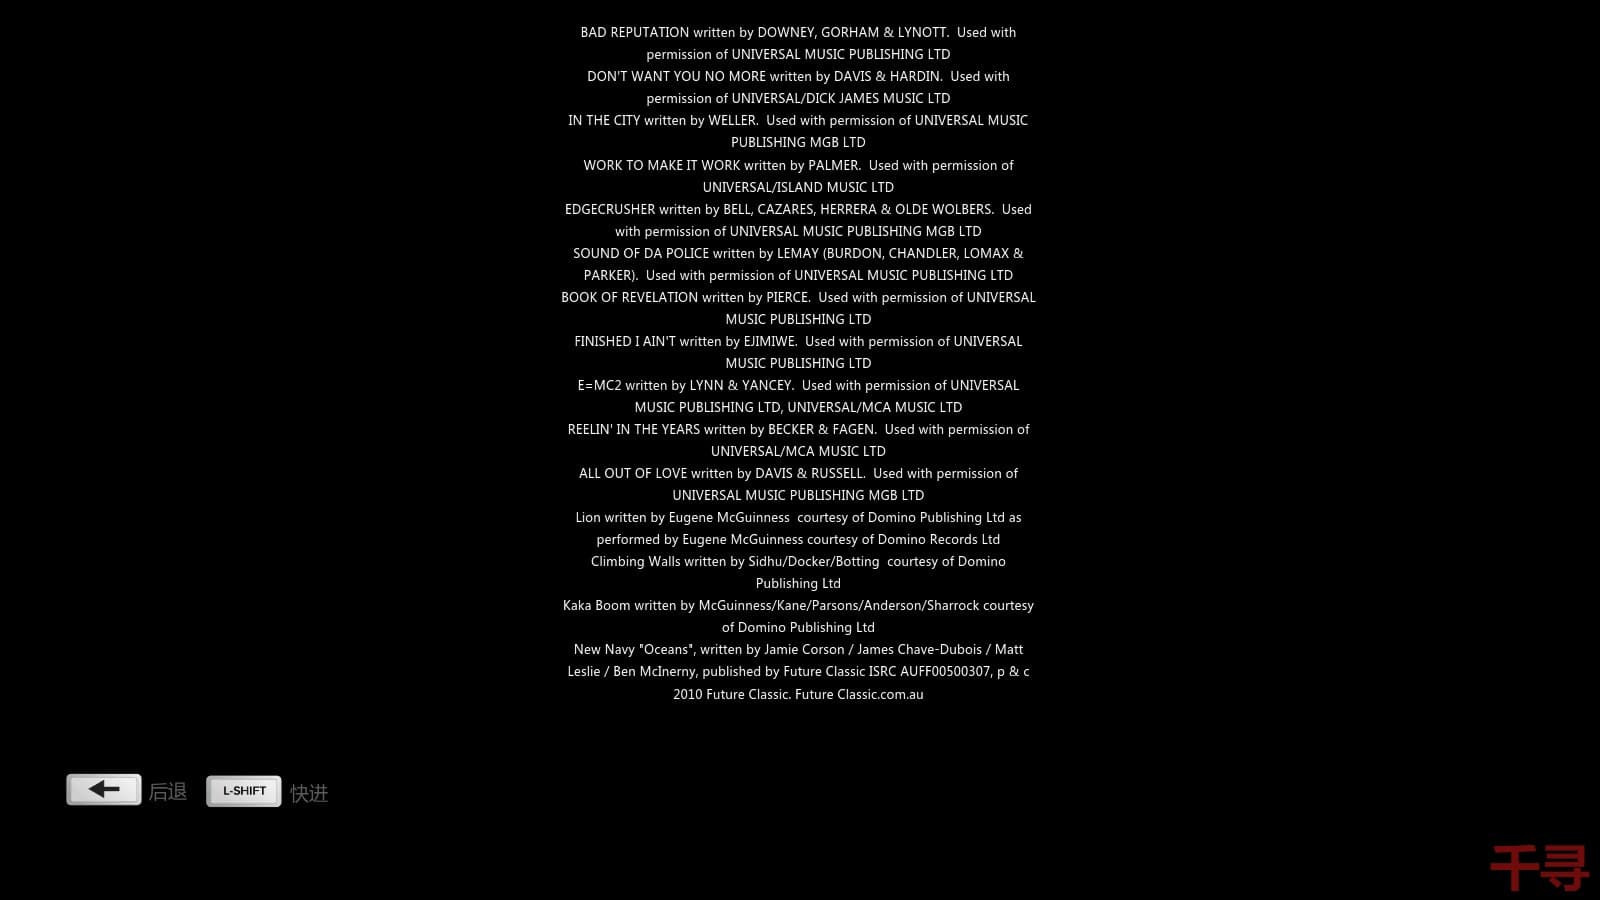 BAD REPUTATION written by DOWNEY, GORHAM & LYNOTT.  Used with
permission of UNIVERSAL MUSIC PUBLISHING LTD
DON'T WANT YOU NO MORE written by DAVIS & HARDIN.  Used with
permission of UNIVERSAL/DICK JAMES MUSIC LTD
IN THE CITY written by WELLER.  Used with permission of UNIVERSAL MUSIC
PUBLISHING MGB LTD
WORK TO MAKE IT WORK written by PALMER.  Used with permission of
UNIVERSAL/ISLAND MUSIC LTD
EDGECRUSHER written by BELL, CAZARES, HERRERA & OLDE WOLBERS.  Used
with permission of UNIVERSAL MUSIC PUBLISHING MGB LTD
SOUND OF DA POLICE written by LEMAY (BURDON, CHANDLER, LOMAX &
PARKER).  Used with permission of UNIVERSAL MUSIC PUBLISHING LTD
BOOK OF REVELATION written by PIERCE.  Used with permission of UNIVERSAL
MUSIC PUBLISHING LTD
FINISHED I AIN'T written by EJIMIWE.  Used with permission of UNIVERSAL
MUSIC PUBLISHING LTD
E=MC2 written by LYNN & YANCEY.  Used with permission of UNIVERSAL
MUSIC PUBLISHING LTD, UNIVERSAL/MCA MUSIC LTD
REELIN' IN THE YEARS written by BECKER & FAGEN.  Used with permission of
UNIVERSAL/MCA MUSIC LTD
ALL OUT OF LOVE written by DAVIS & RUSSELL.  Used with permission of
UNIVERSAL MUSIC PUBLISHING MGB LTD
Lion written by Eugene McGuinness  courtesy of Domino Publishing Ltd as
performed by Eugene McGuinness courtesy of Domino Records Ltd
Climbing Walls written by Sidhu/Docker/Botting  courtesy of Domino
Publishing Ltd
Kaka Boom written by McGuinness/Kane/Parsons/Anderson/Sharrock courtesy
of Domino Publishing Ltd
New Navy "Oceans", written by Jamie Corson / James Chave-Dubois / Matt
Leslie / Ben McInerny, published by Future Classic ISRC AUFF00500307, p & c
2010 Future Classic. Future Classic.com.au
后退 L-SHIFT 快进
千寻